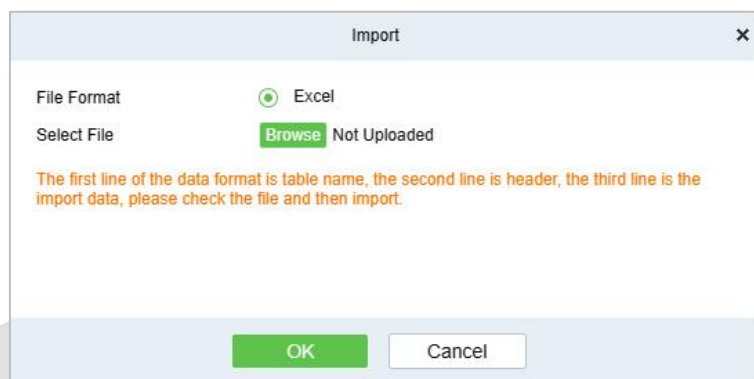 Import
File Format Excel
Select File Browse Not Uploaded
The first line of the data format is table name, the second line is header, the third line is the
import data, please check the file and then import.
OK Cancel